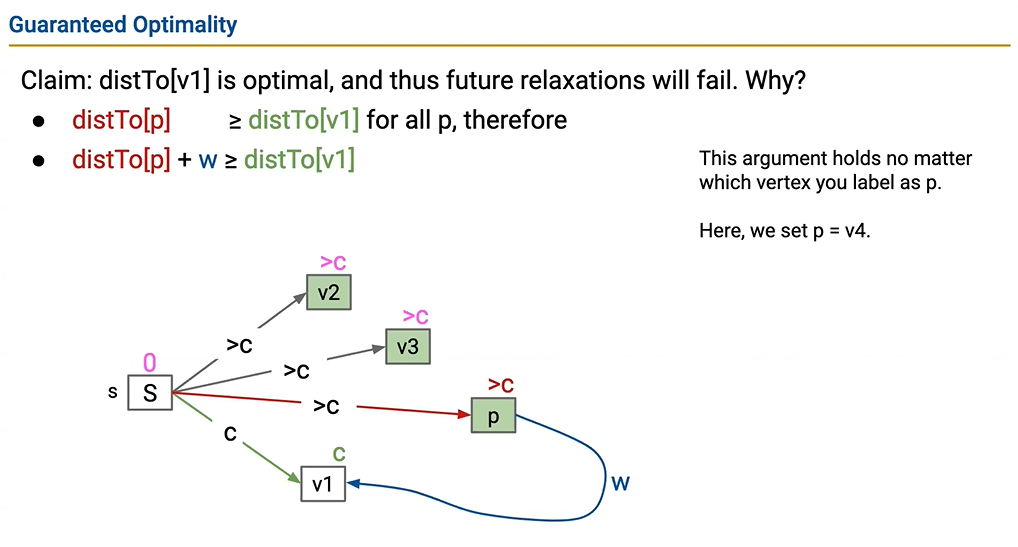 Guaranteed Optimality
Claim: distTo[v1] is optimal, and thus future relaxations will fail. Why?
● distTo[p] ≥ distTo[v1] for all p, therefore
● distTo[p] + w ≥ distTo[v1]
This argument holds no matter
which vertex you label as p.
Here, we set p = v4.
>c
v2
>c
v3
>c
0
>c
s
S
>c
>c
p
c
c
v1
w